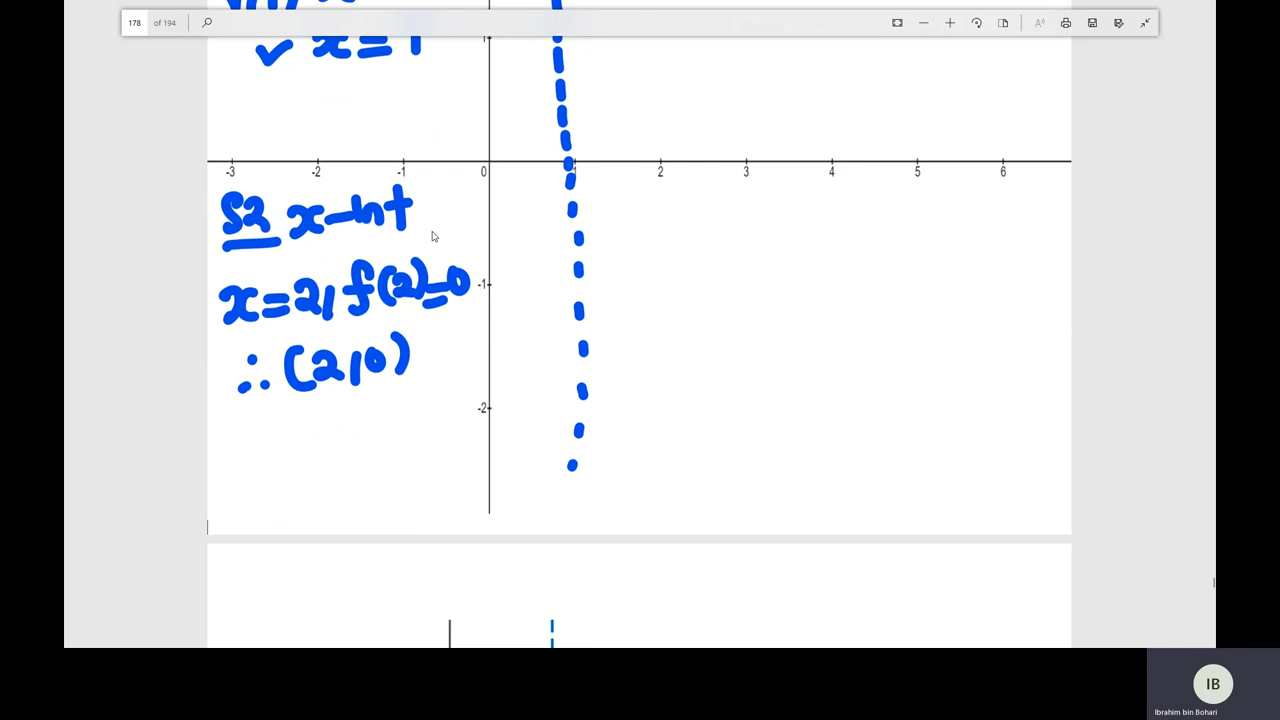 178 of 194
✓ x = 1
1
-3 -2 -1 0 1 2 3 4 5 6
S2 x-int
x=2, f(2)=0
-1
∴ (2,0)
-2
IB
Ibrahim bin Bohari